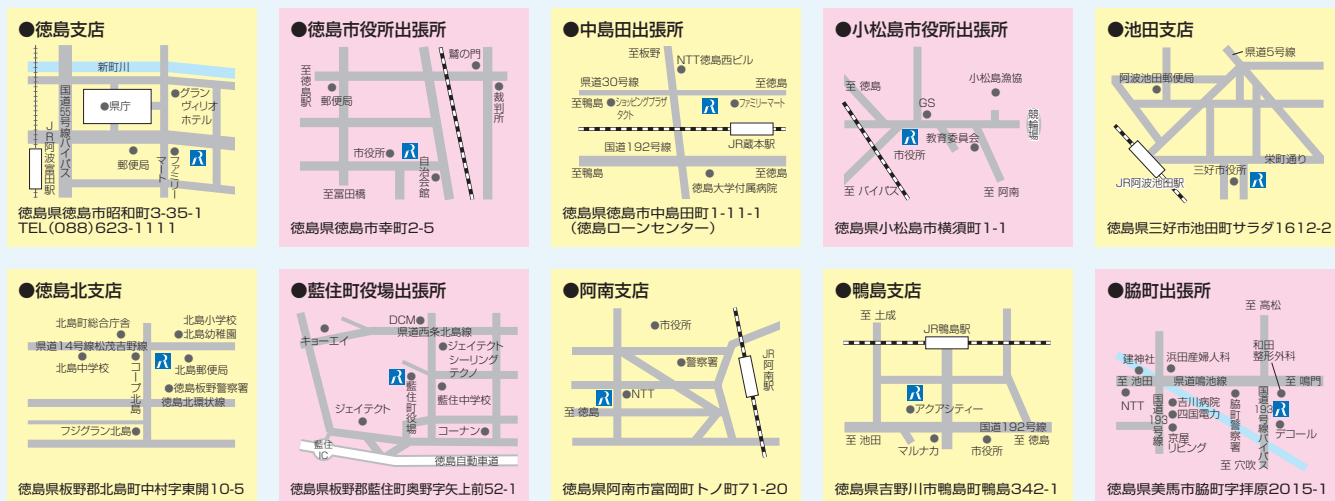 ●徳島支店
新町川
国道55号線バイパス
●県庁
●グラン
ヴィリオ
ホテル
JR阿波富田駅
郵便局
ファミリー
マート
徳島県徳島市昭和町3-35-1
TEL(088)623-1111
●徳島市役所出張所
鷲の門
至徳島駅
郵便局
裁判所
市役所●
自治会館
至富田橋
徳島県徳島市幸町2-5
●中島田出張所
至板野
NTT徳島西ビル
県道30号線
至徳島
至鴨島
●ショッピングプラザ
タクト
●ファミリーマート
JR蔵本駅
国道192号線
至鴨島
至徳島
徳島大学付属病院
徳島県徳島市中島田町1-11-1
(徳島ローンセンター)
●小松島市役所出張所
至 徳島
小松島漁協
GS
競輪場
教育委員会
市役所
至 バイパス
至 阿南
徳島県小松島市横須町1-1
●池田支店
県道5号線
阿波池田郵便局
栄町通り
三好市役所
JR阿波池田駅
徳島県三好市池田町サラダ1612-2
●徳島北支店
北島町総合庁舎
北島小学校
●北島幼稚園
県道14号線松茂吉野線
北島中学校
コープ北島
北島郵便局
●徳島板野警察署
徳島北環状線
フジグラン北島●
徳島県板野郡北島町中村字東開10-5
●藍住町役場出張所
DCM●
県道西条北島線
キョーエイ
●ジェイテクト
シーリング
テクノ
藍住町役場
藍住中学校
ジェイテクト
コーナン●
藍住
IC
徳島自動車道
徳島県板野郡藍住町奥野字矢上前52-1
●阿南支店
●市役所
●警察署
JR阿南駅
●NTT
至 徳島
徳島県阿南市富岡町トノ町71-20
●鴨島支店
至 土成
JR鴨島駅
●アクアシティー
国道192号線
至 池田
マルナカ
市役所
至 徳島
徳島県吉野川市鴨島町鴨島342-1
●脇町出張所
至 高松
和田
整形外科
建神社
浜田産婦人科
至 池田
県道鳴池線
至 鳴門
NTT
国道193号線
●吉川病院
●四国電力
京屋
リビング
脇町警察署
国道193号線バイパス
デコール
至 穴吹
徳島県美馬市脇町字拝原2015-1